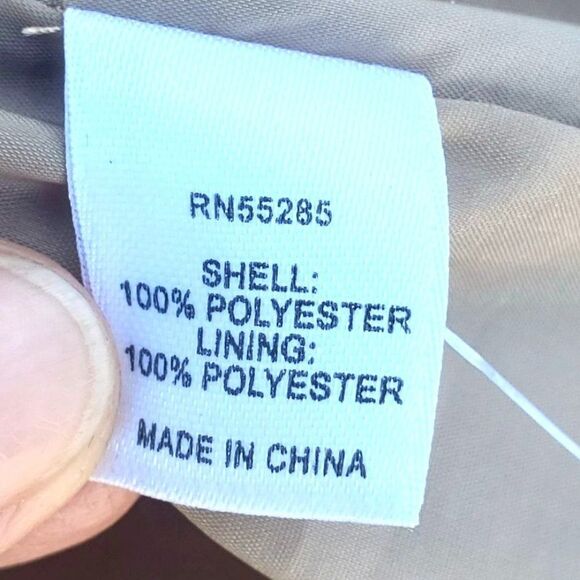 RN55285
SHELL:
100% POLYESTER
LINING:
100% POLYESTER
MADE IN CHINA